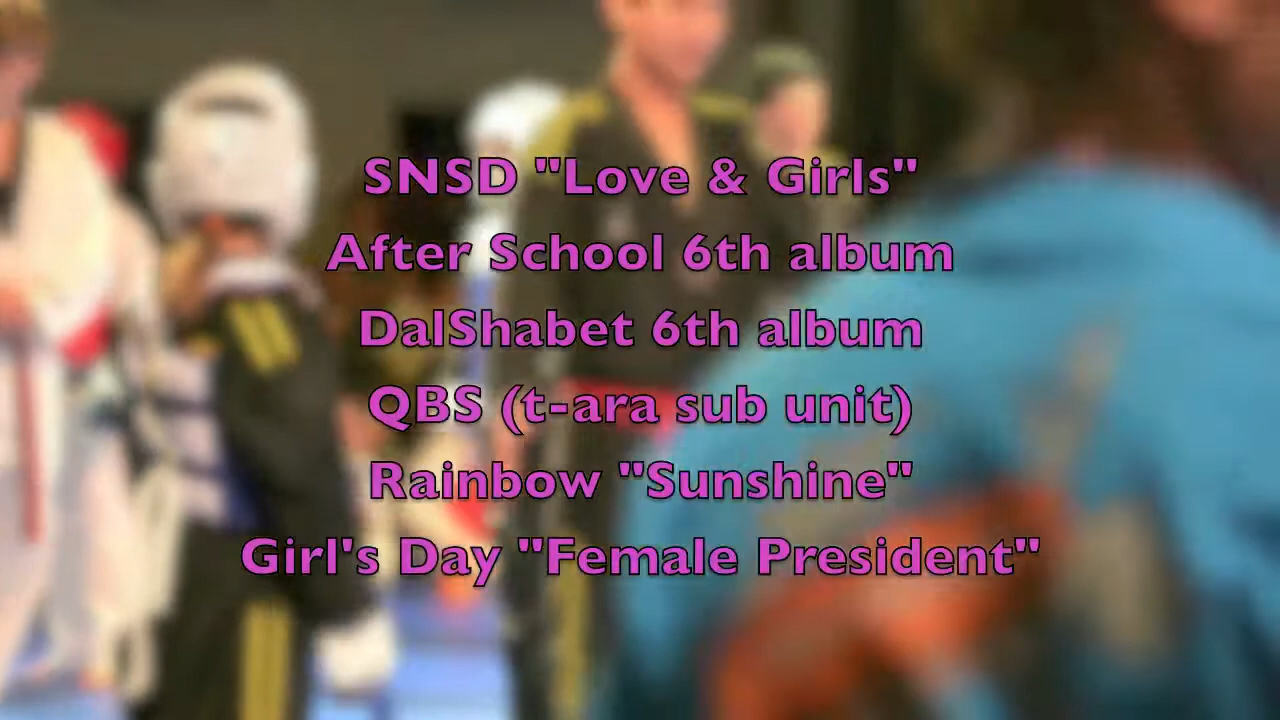 SNSD "Love & Girls"
After School 6th album
DalShabet 6th album
QBS (t-ara sub unit)
Rainbow "Sunshine"
Girl's Day "Female President"